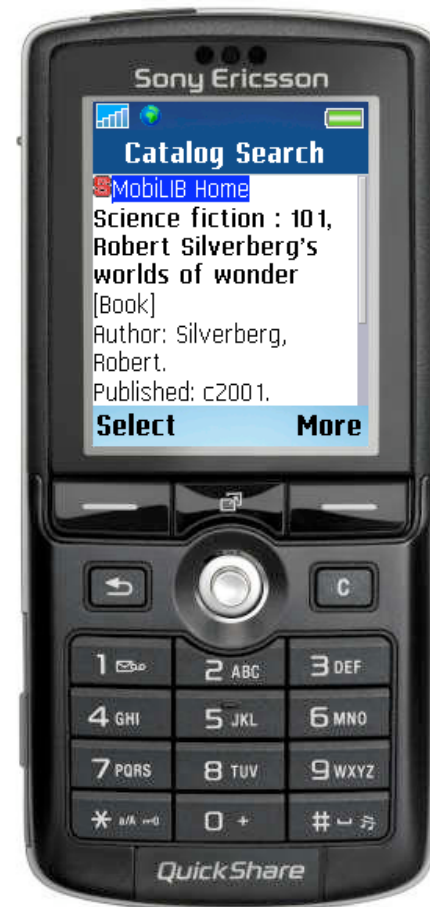 Sony Ericsson
Catalog Search
MobiLIB Home
Science fiction : 101,
Robert Silverberg's
worlds of wonder
[Book]
Author: Silverberg,
Robert.
Published: c2001.
Select More
C
1
2 ABC
3 DEF
4 GHI
5 JKL
6 MNO
7 PQRS
8 TUV
9 WXYZ
* a/A
0 +
#
QuickShare